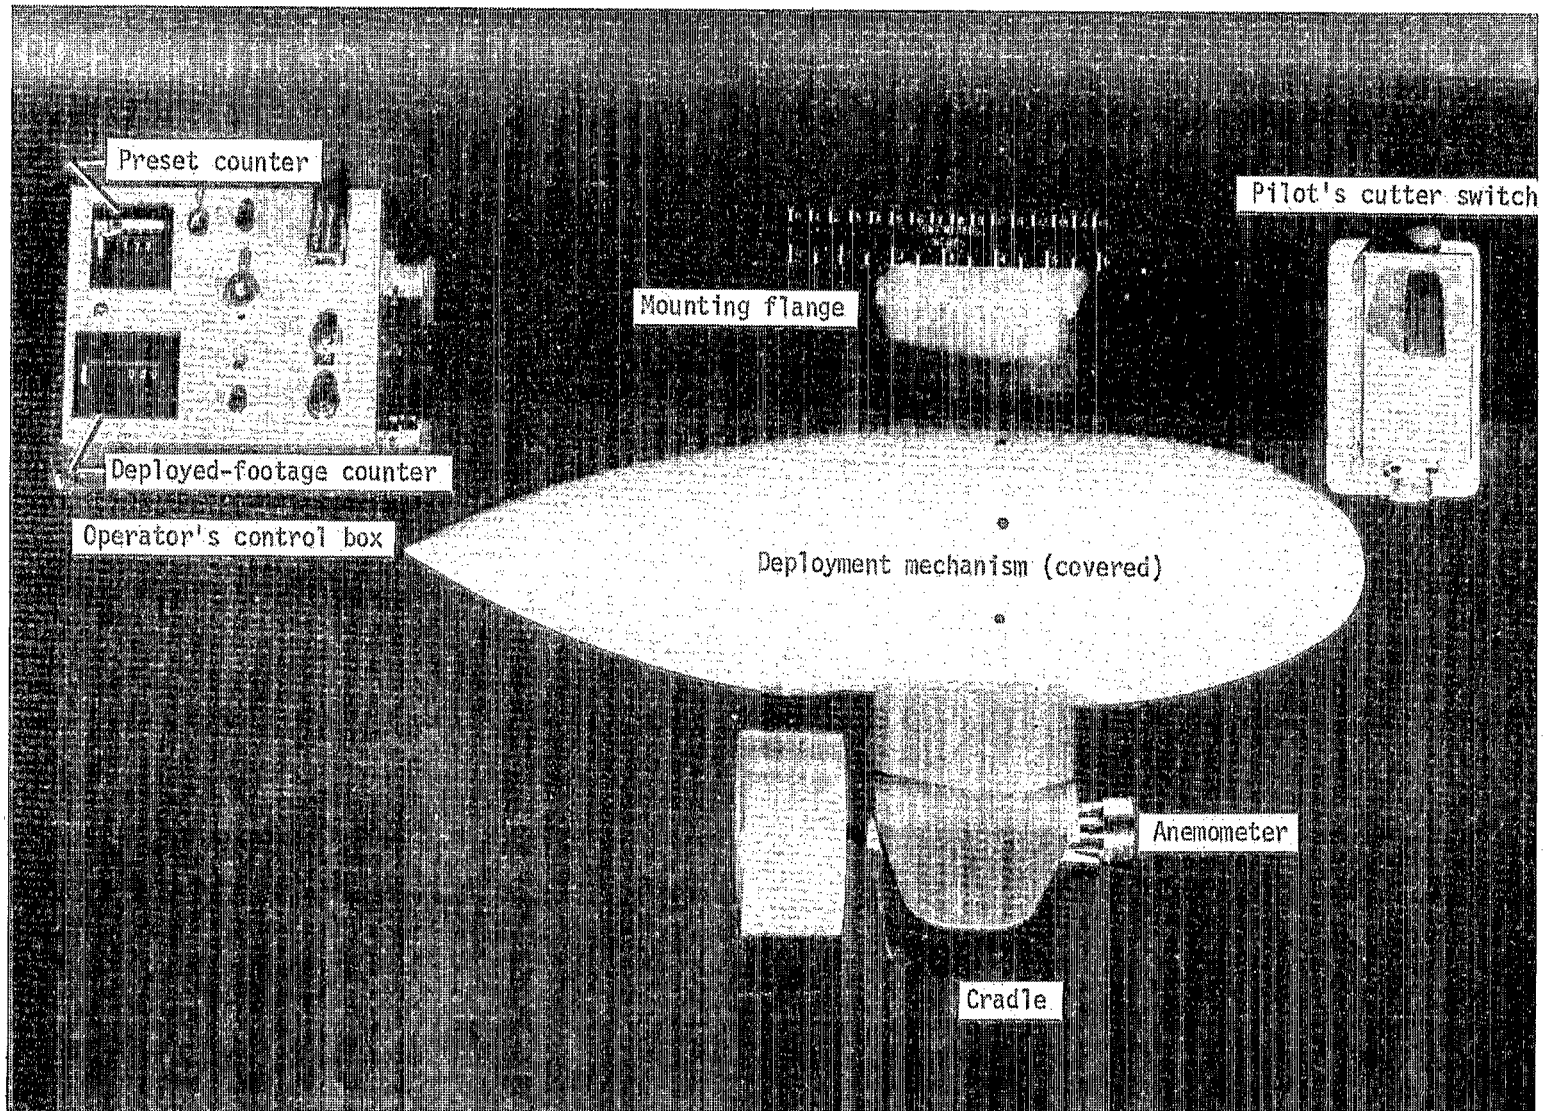 Preset counter
Pilot's cutter switch
Mounting flange
Deployed-footage counter
Operator's control box
Deployment mechanism (covered)
Anemometer
Cradle